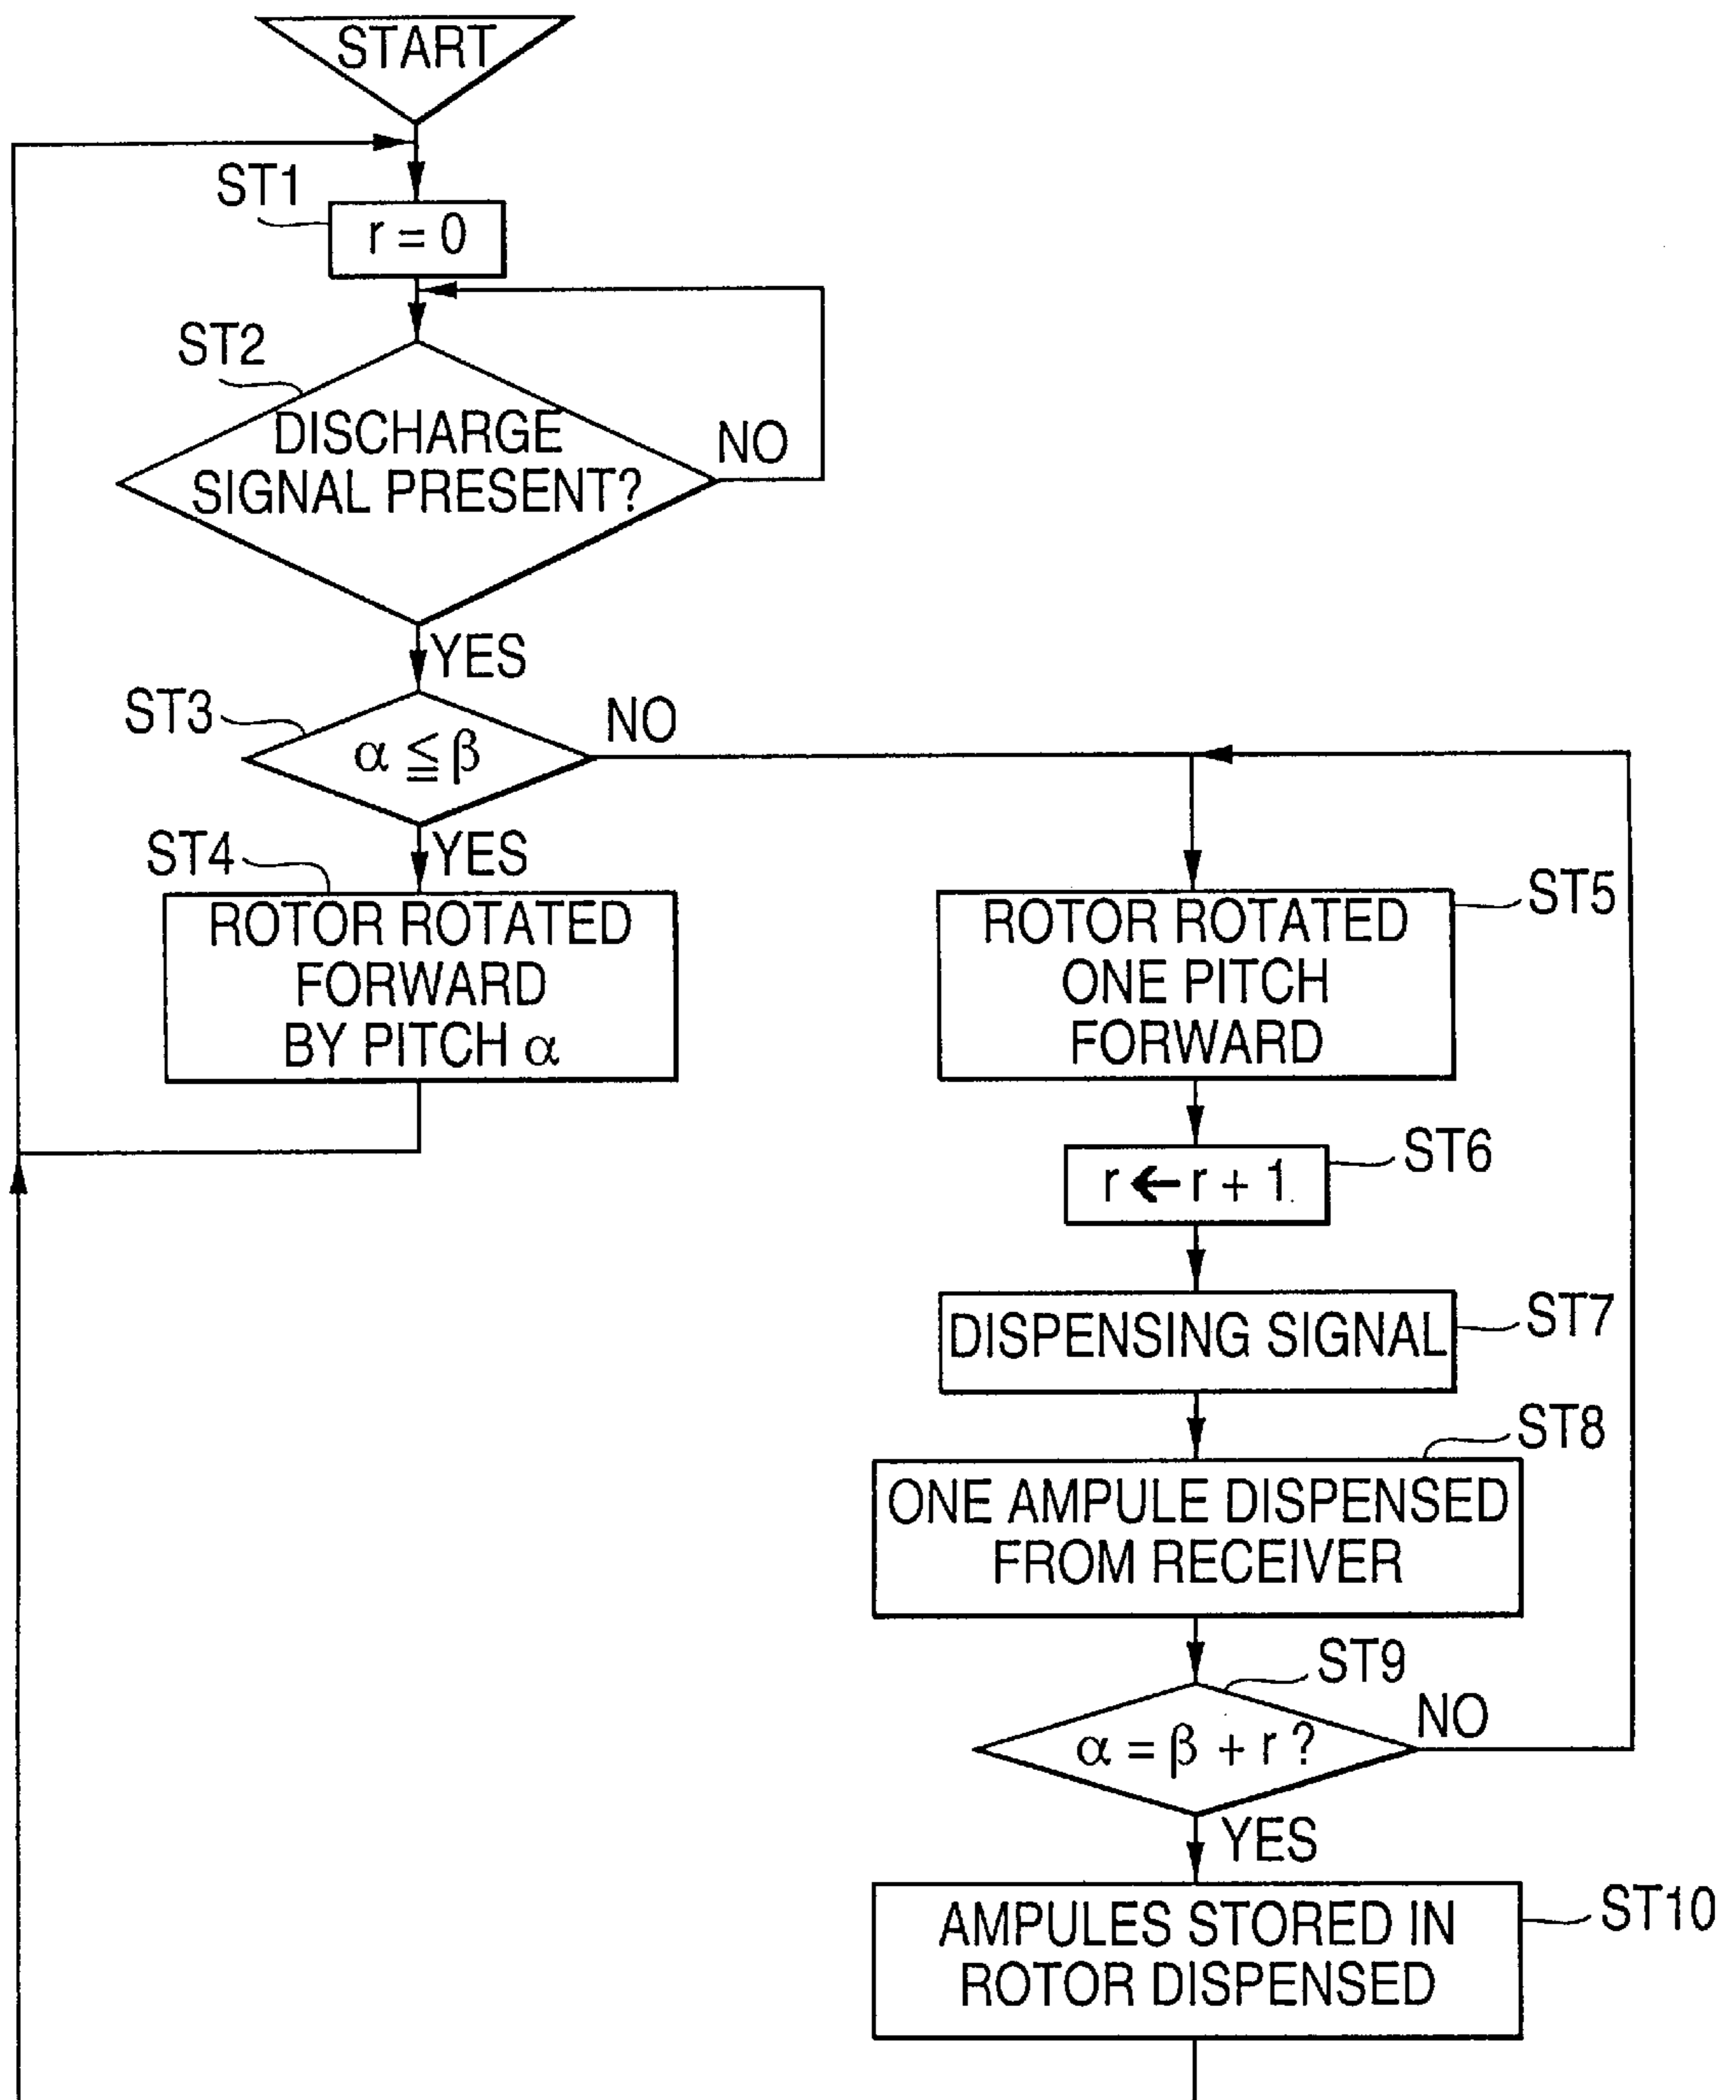 START
ST1
r = 0
ST2
DISCHARGE
SIGNAL PRESENT?
NO
YES
ST3
α ≦ β
NO
YES
ST4
ROTOR ROTATED
FORWARD
BY PITCH α
ST5
ROTOR ROTATED
ONE PITCH
FORWARD
ST6
r ← r + 1
ST7
DISPENSING SIGNAL
ST8
ONE AMPULE DISPENSED
FROM RECEIVER
ST9
α = β + r ?
NO
YES
ST10
AMPULES STORED IN
ROTOR DISPENSED